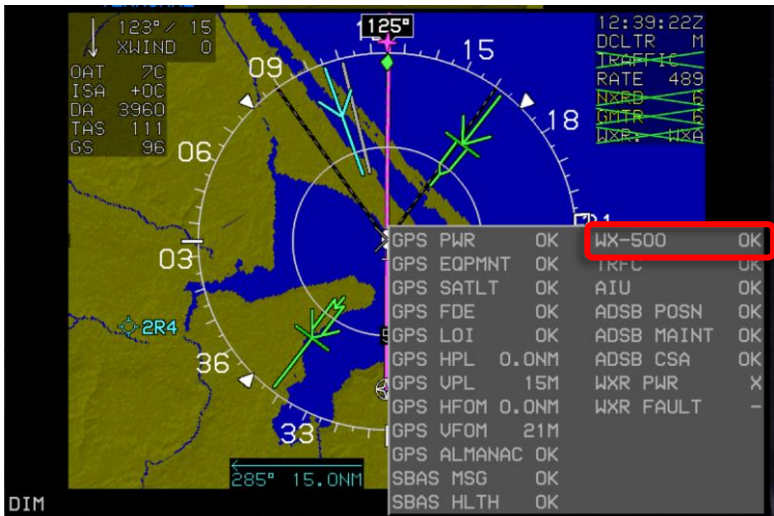 123°/ 15
XWIND 0
OAT 7C
ISA +0C
DA 3960
TAS 111
GS 96
125°
12:39:22Z
DCLTR M
TRAFFIC
RATE 489
NXRD 6
GMTR 6
WXR: WXA
09
15
18
06
03
36
33
2R4
285° 15.0NM
DIM
GPS PWR OK
GPS EQPMNT OK
GPS SATLT OK
GPS FDE OK
GPS LOI OK
GPS HPL 0.0NM
GPS VPL 15M
GPS HFOM 0.0NM
GPS VFOM 21M
GPS ALMANAC OK
SBAS MSG OK
SBAS HLTH OK
WX-500 OK
TRFC OK
AIU OK
ADSB POSN OK
ADSB MAINT OK
ADSB CSA OK
WXR PWR X
WXR FAULT -